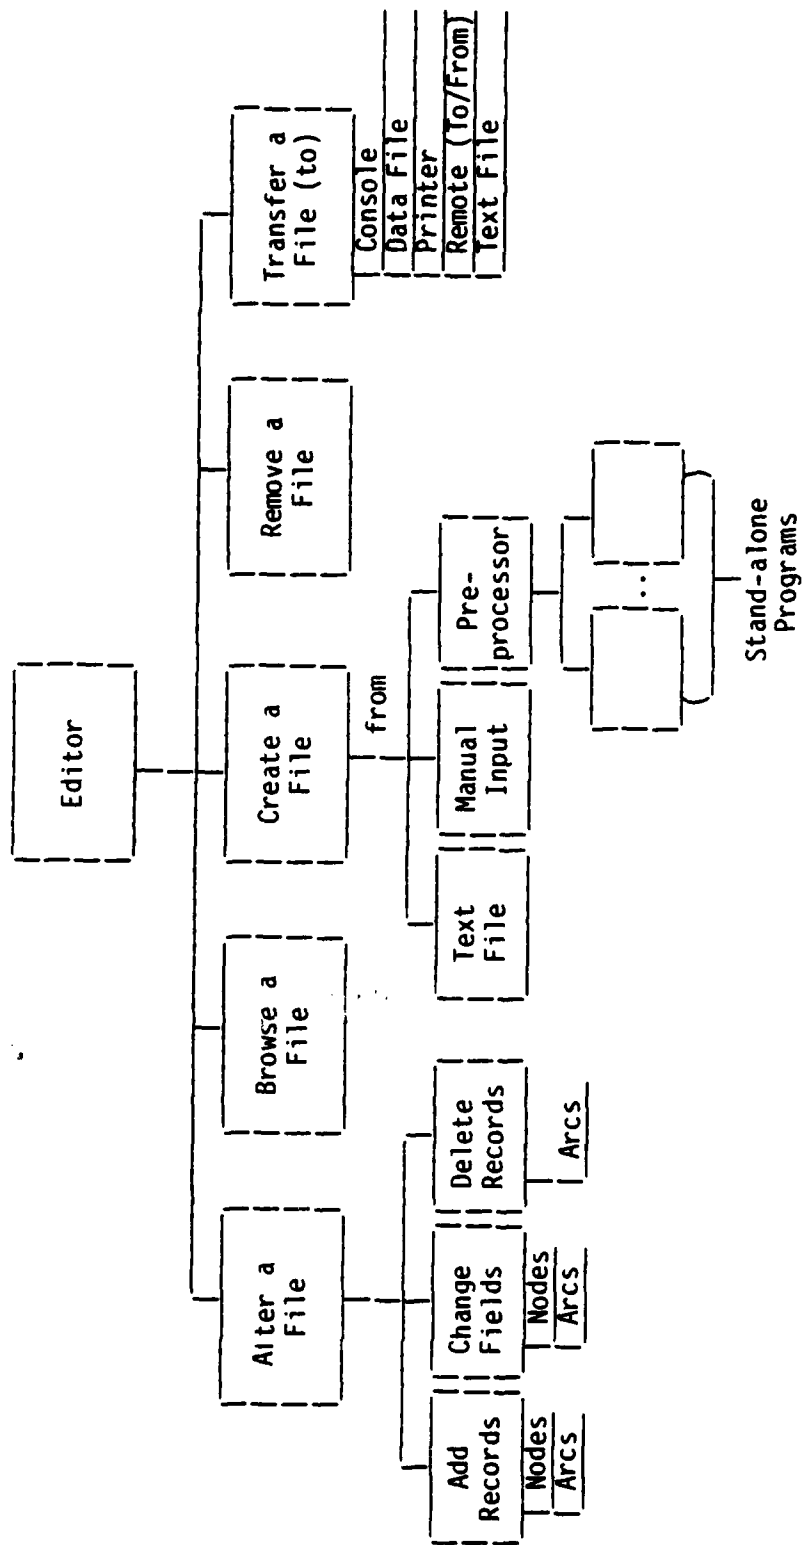 Editor
Alter a
File
Browse a
File
Create a
File
Remove a
File
Transfer a
File (to)
Console
Data File
Printer
Remote (To/From)
Text File
from
Add
Records
Nodes
Arcs
Change
Fields
Nodes
Arcs
Delete
Records
Arcs
Text
File
Manual
Input
Pre-
processor
...
Stand-alone
Programs